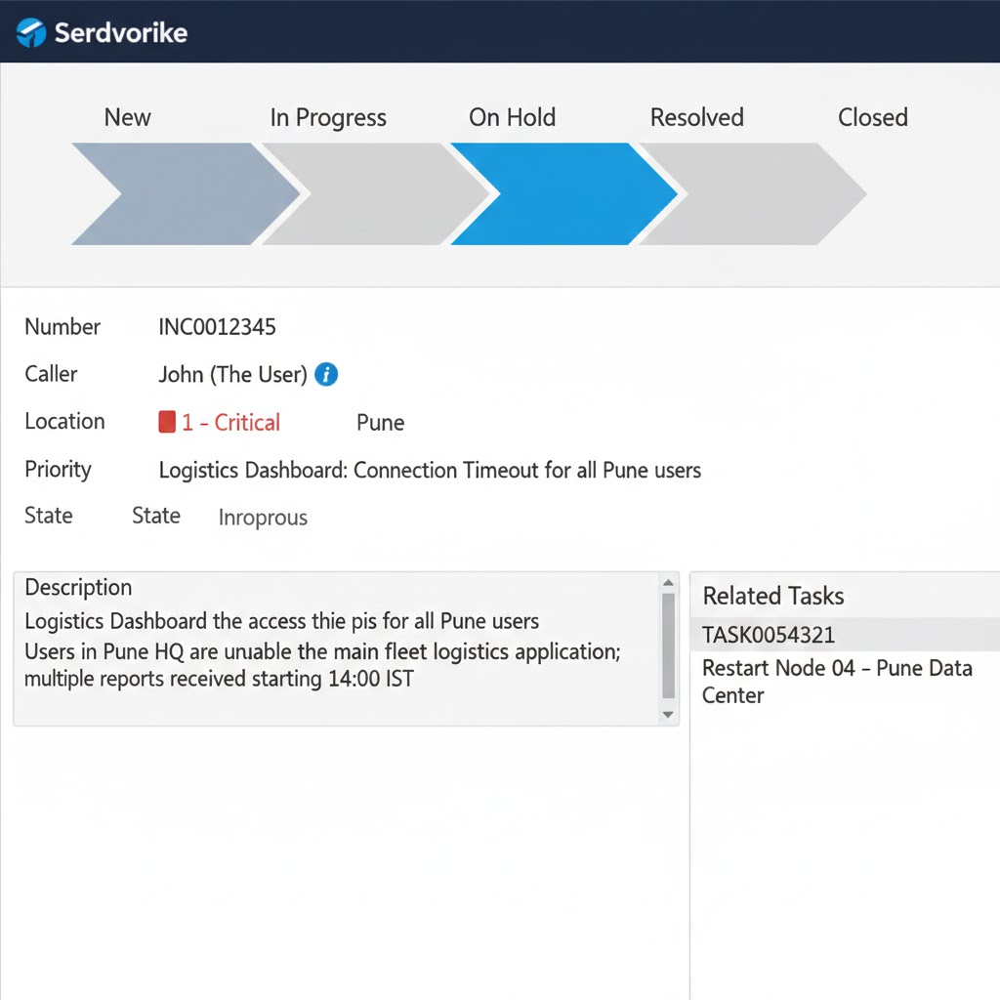 Serdvorike
New In Progress On Hold Resolved Closed
Number INC0012345
Caller John (The User) i
Location 1 - Critical Pune
Priority Logistics Dashboard: Connection Timeout for all Pune users
State State Inroprous
Description
Logistics Dashboard the access thie pis for all Pune users
Users in Pune HQ are unuable the main fleet logistics application;
multiple reports received starting 14:00 IST
Related Tasks
TASK0054321
Restart Node 04 – Pune Data
Center